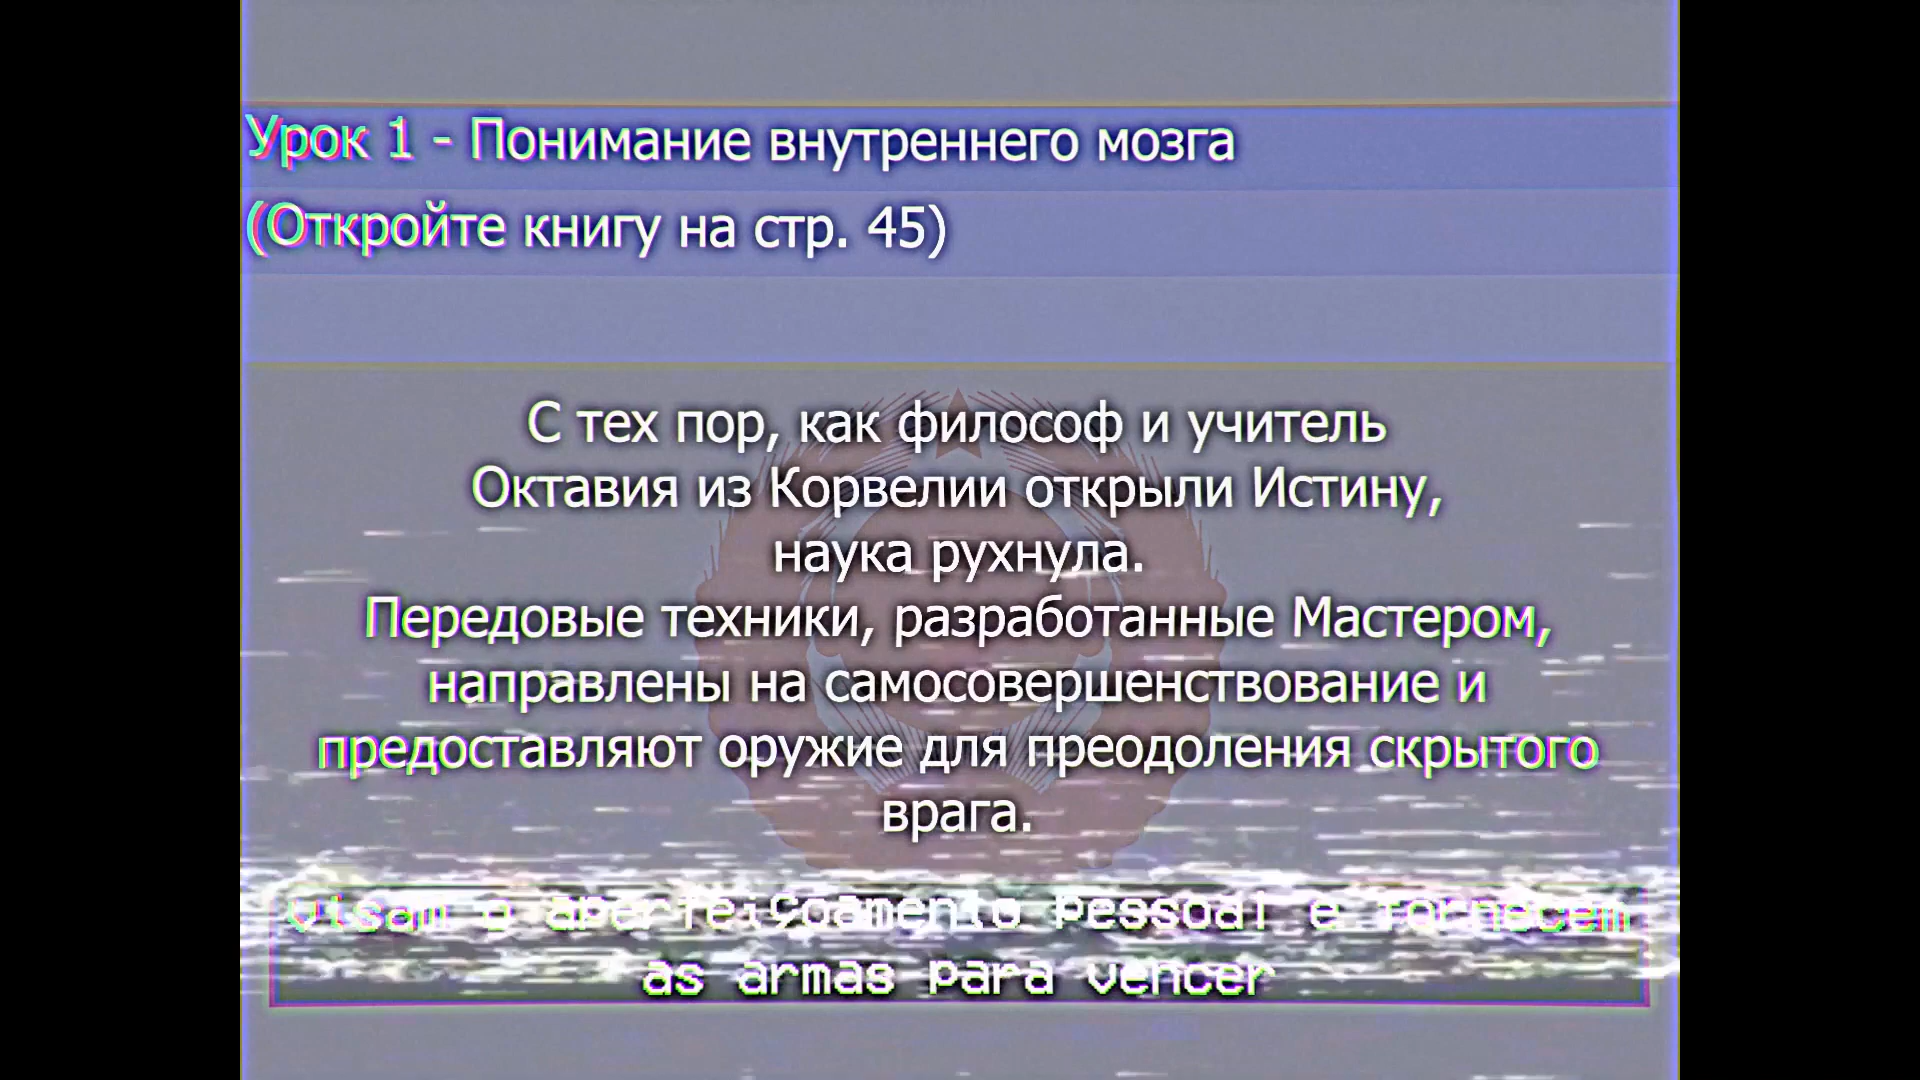 Урок 1 - Понимание внутреннего мозга
(Откройте книгу на стр. 45)
С тех пор, как философ и учитель
Октавия из Корвелии открыли Истину,
наука рухнула.
Передовые техники, разработанные Мастером,
направлены на самосовершенствование и
предоставляют оружие для преодоления скрытого
врага.
visam o aperfeiçoamento pessoal e fornecem
as armas para vencer